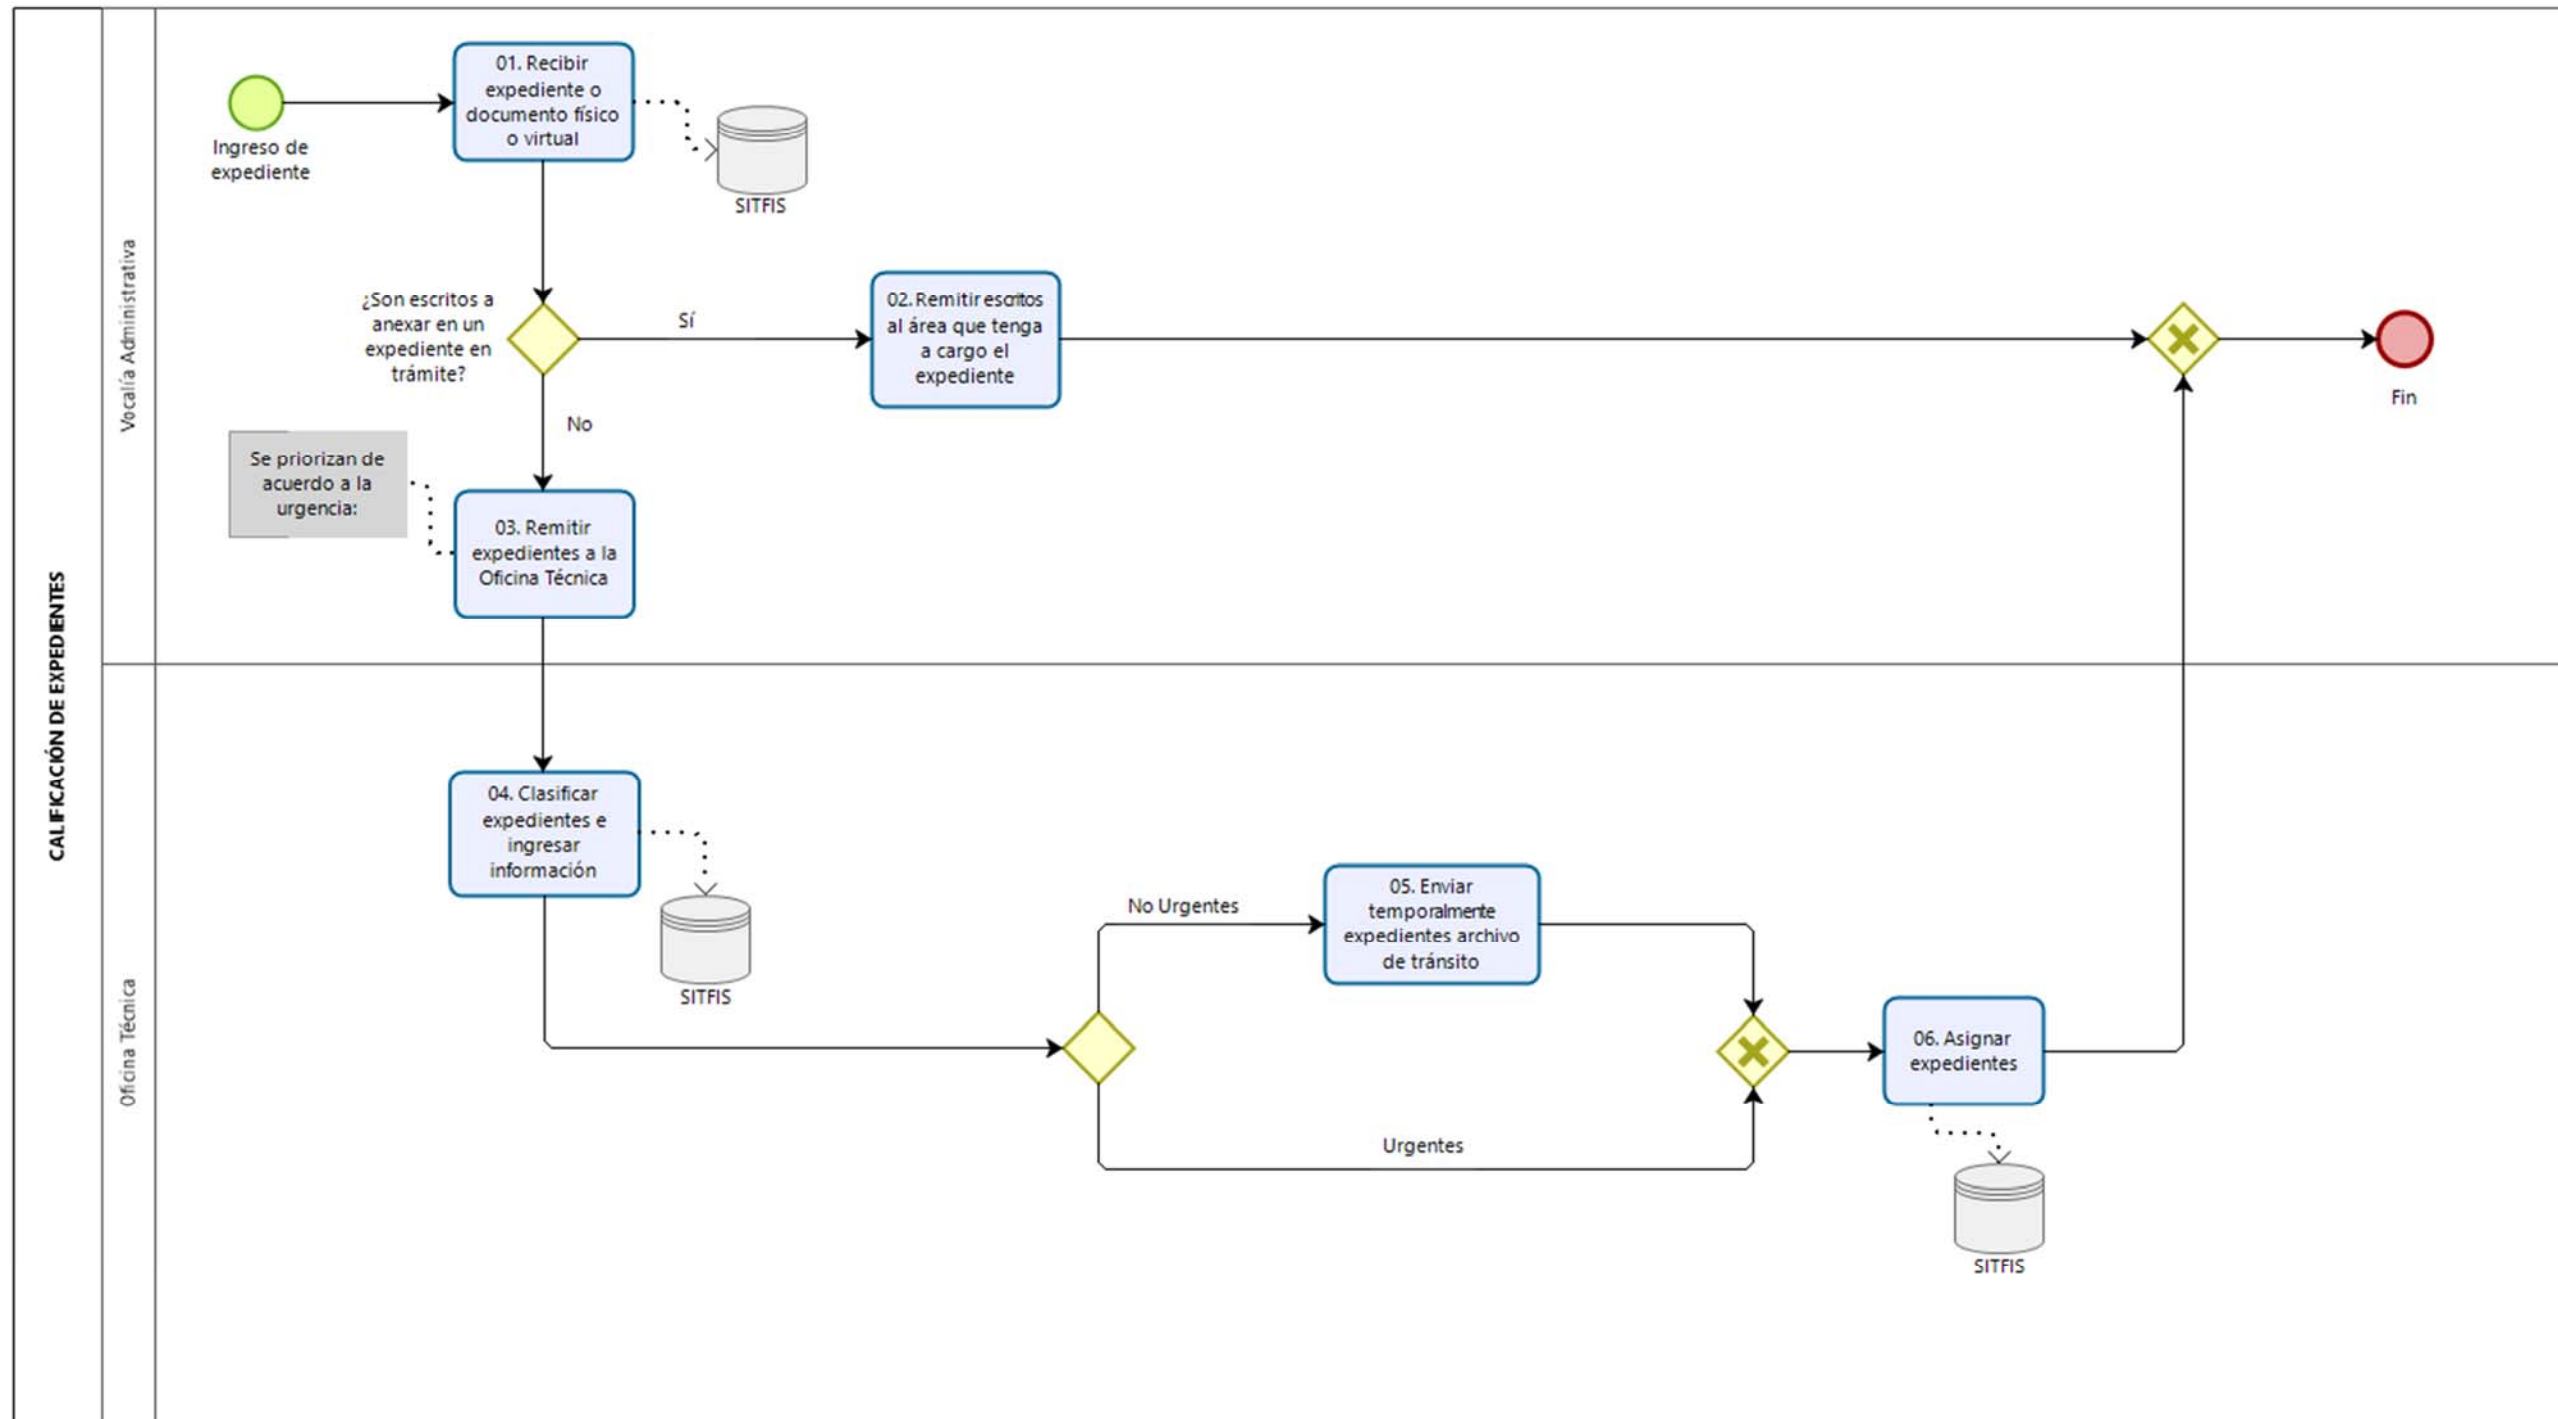 CALIFICACIÓN DE EXPEDIENTES
Vocalía Administrativa
Ingreso de
expediente
01. Recibir
expediente o
documento físico
o virtual
SITFIS
¿Son escritos a
anexar en un
expediente en
trámite?
Sí
02. Remitir escritos
al área que tenga
a cargo el
expediente
Fin
No
Se priorizan de
acuerdo a la
urgencia:
03. Remitir
expedientes a la
Oficina Técnica
Oficina Técnica
04. Clasificar
expedientes e
ingresar
información
SITFIS
No Urgentes
05. Enviar
temporalmente
expedientes archivo
de tránsito
Urgentes
06. Asignar
expedientes
SITFIS